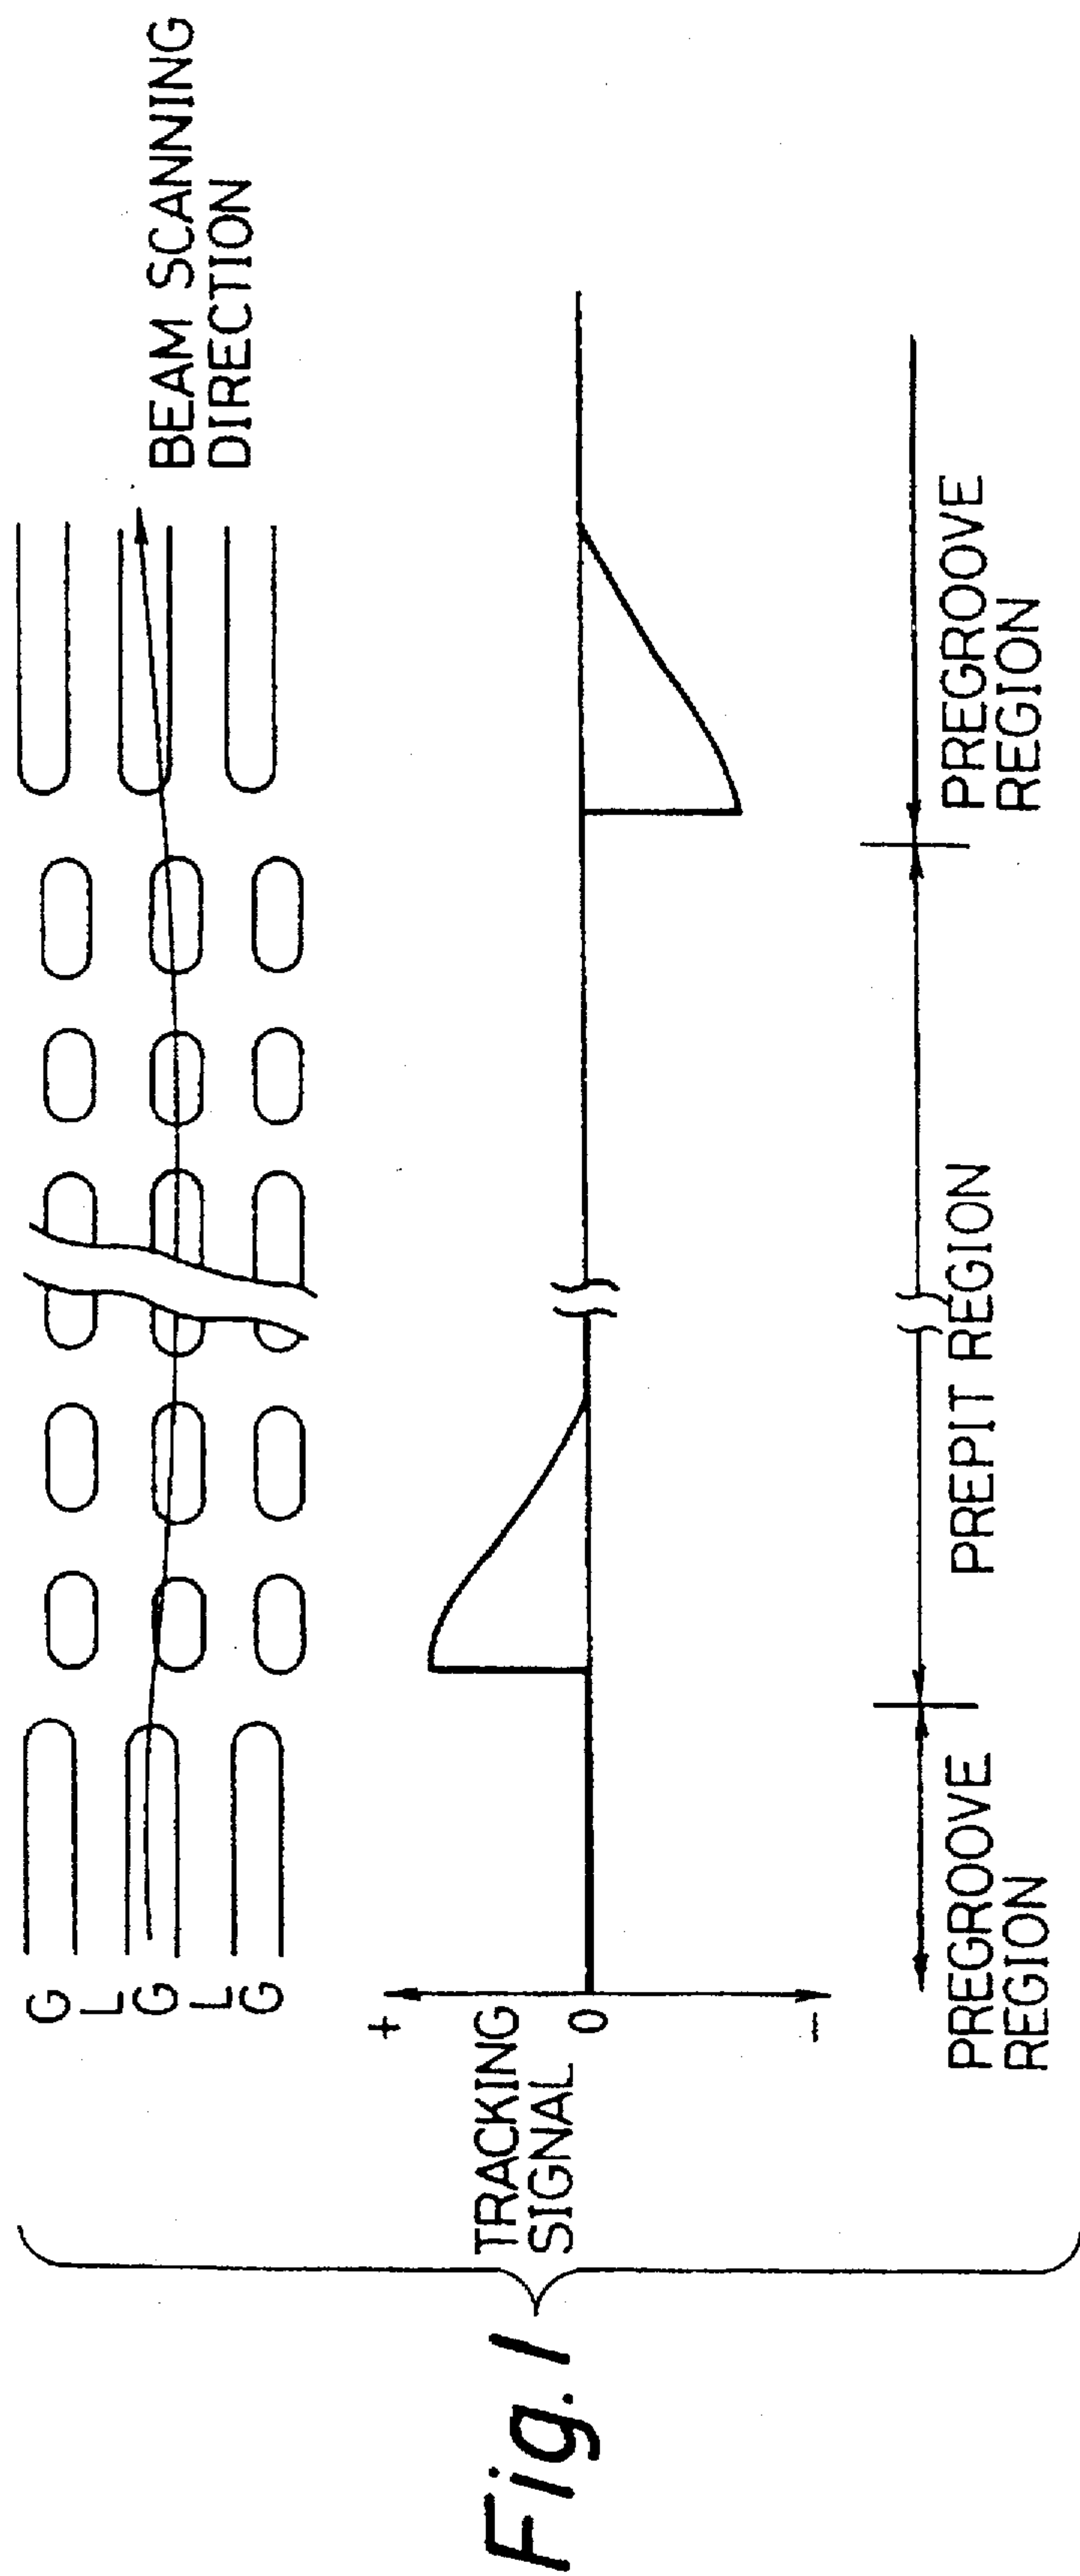 G
L
G
L
G
BEAM SCANNING
DIRECTION
+
TRACKING
SIGNAL
0
−
PREGROOVE
REGION
PREPIT REGION
PREGROOVE
REGION
Fig. 1